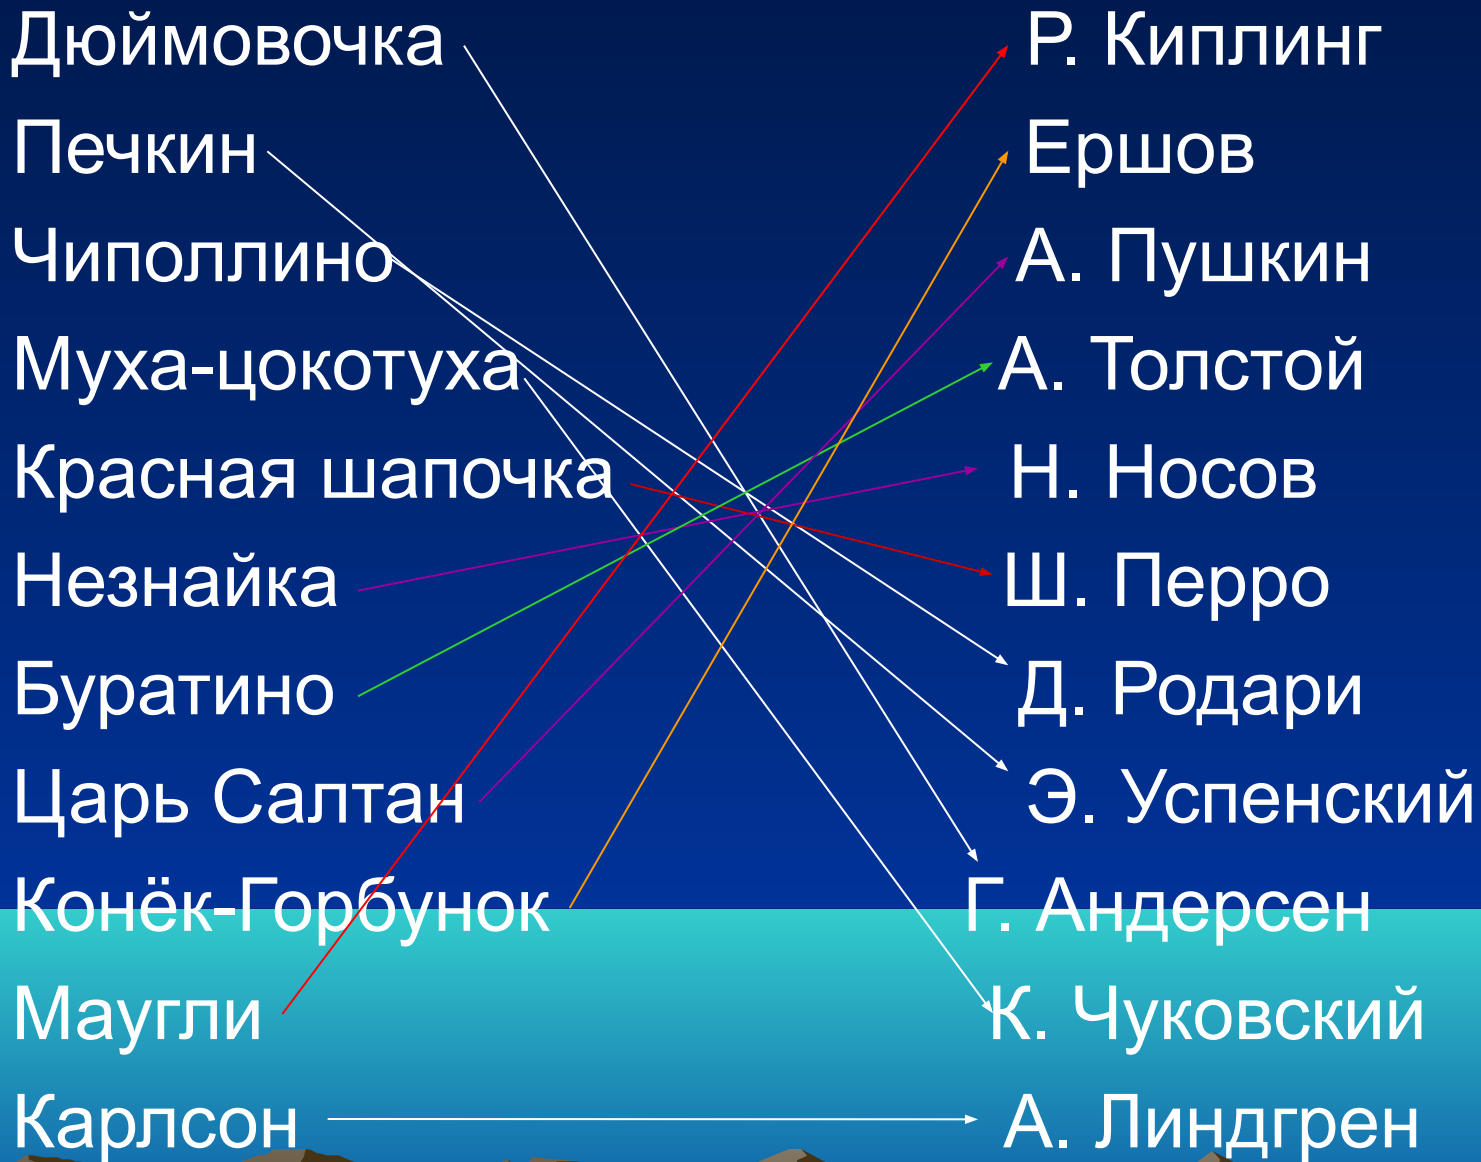 Дюймовочка
Печкин
Чиполлино
Муха-цокотуха
Красная шапочка
Незнайка
Буратино
Царь Салтан
Конёк-Горбунок
Маугли
Карлсон
Р. Киплинг
Ершов
А. Пушкин
А. Толстой
Н. Носов
Ш. Перро
Д. Родари
Э. Успенский
Г. Андерсен
К. Чуковский
А. Линдгрен